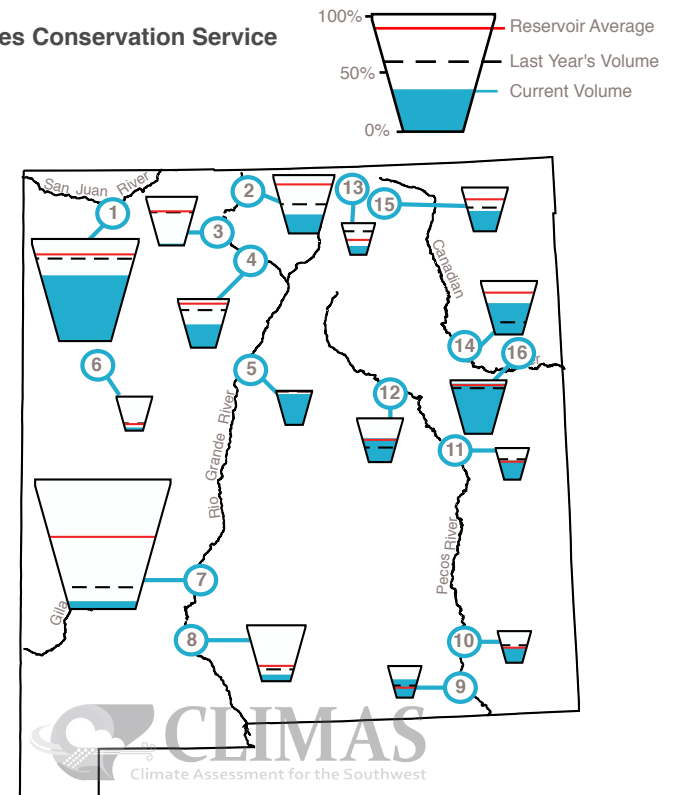 es Conservation Service
100%
50%
0%
Reservoir Average
Last Year's Volume
Current Volume
San Juan River
1
2
3
4
13
15
Canadian
14
16
er
5
6
12
11
Rio Grande River
Pecos River
7
Gila
8
10
9
CLIMAS
Climate Assessment for the Southwest